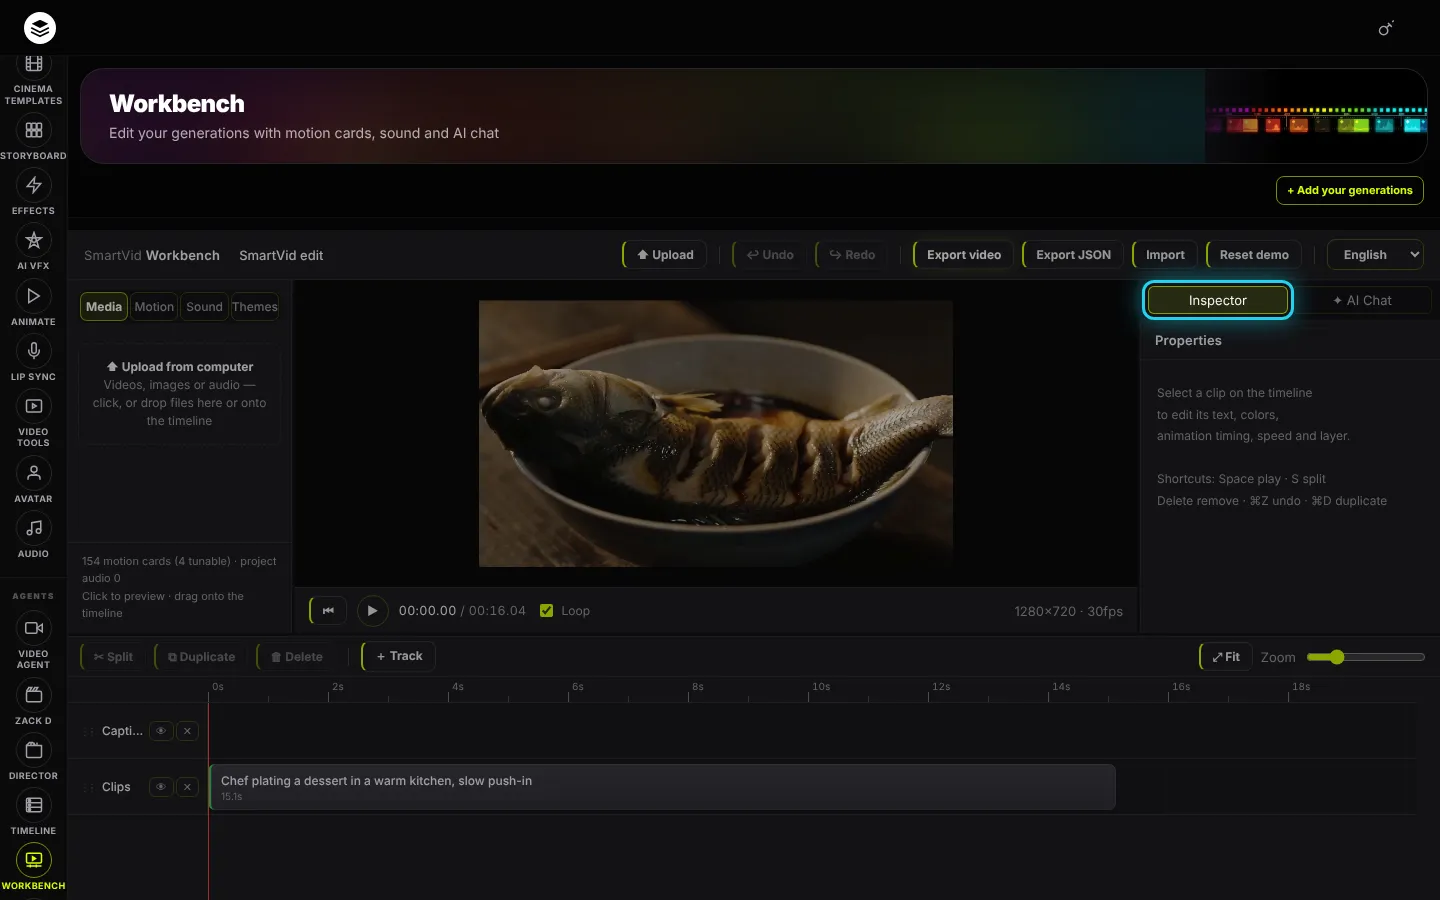 Workbench
Edit your generations with motion cards, sound and AI chat
+ Add your generations
CINEMA
TEMPLATES
STORYBOARD
EFFECTS
AI VFX
ANIMATE
LIP SYNC
VIDEO
TOOLS
AVATAR
AUDIO
AGENTS
VIDEO
AGENT
ZACK D
DIRECTOR
TIMELINE
WORKBENCH
SmartVid Workbench
SmartVid edit
Upload
Undo
Redo
Export video
Export JSON
Import
Reset demo
English
Media
Motion
Sound
Themes
Upload from computer
Videos, images or audio —
click, or drop files here or onto
the timeline
154 motion cards (4 tunable) · project
audio 0
Click to preview · drag onto the
timeline
00:00.00 / 00:16.04
Loop
1280×720 · 30fps
Inspector
✦ AI Chat
Properties
Select a clip on the timeline
to edit its text, colors,
animation timing, speed and layer.
Shortcuts: Space play · S split
Delete remove · ⌘Z undo · ⌘D duplicate
Split
Duplicate
Delete
+ Track
Fit
Zoom
0s 2s 4s 6s 8s 10s 12s 14s 16s 18s
Capti...
Clips
Chef plating a dessert in a warm kitchen, slow push-in
15.1s